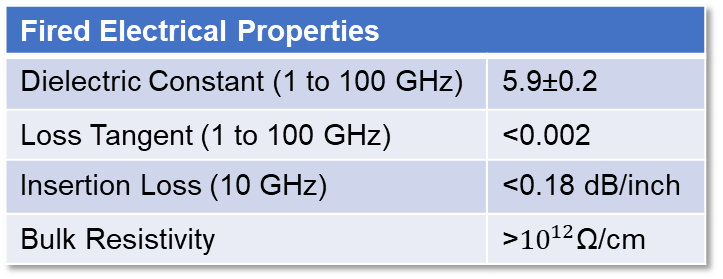 Fired Electrical Properties
Dielectric Constant (1 to 100 GHz) 5.9±0.2
Loss Tangent (1 to 100 GHz) <0.002
Insertion Loss (10 GHz) <0.18 dB/inch
Bulk Resistivity >10¹²Ω/cm